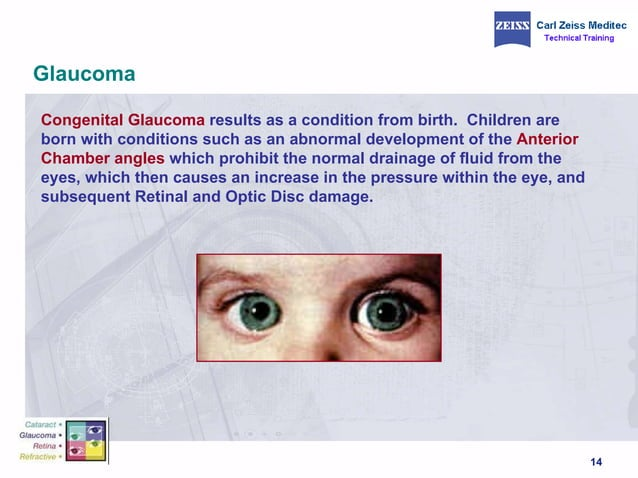 ZEISS
Carl Zeiss Meditec
Technical Training
Glaucoma
Congenital Glaucoma results as a condition from birth. Children are
born with conditions such as an abnormal development of the Anterior
Chamber angles which prohibit the normal drainage of fluid from the
eyes, which then causes an increase in the pressure within the eye, and
subsequent Retinal and Optic Disc damage.
Cataract •
Glaucoma •
Retina •
Refractive •
14